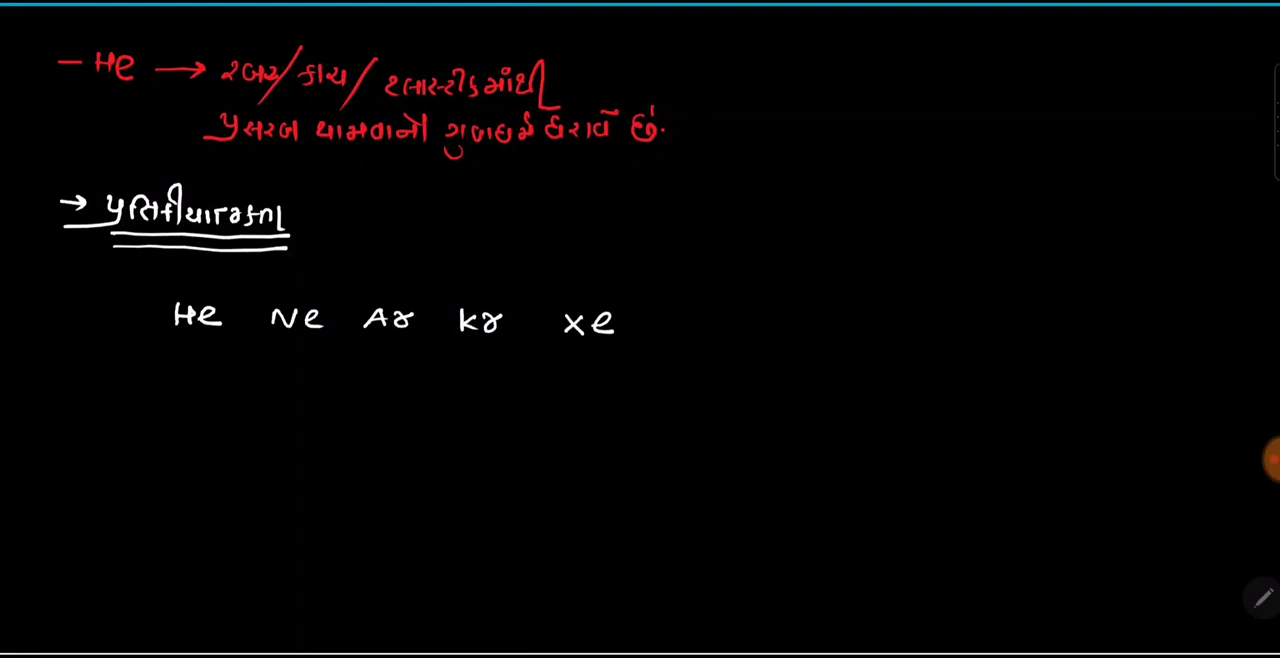 - He → રબર/કાચ/પ્લાસ્ટીકમાંથી
પ્રસરણ પામવાનો ગુણધર્મ ધરાવે છે.
→ પ્રતિક્રીયાત્મકતા
He Ne Ar Kr Xe